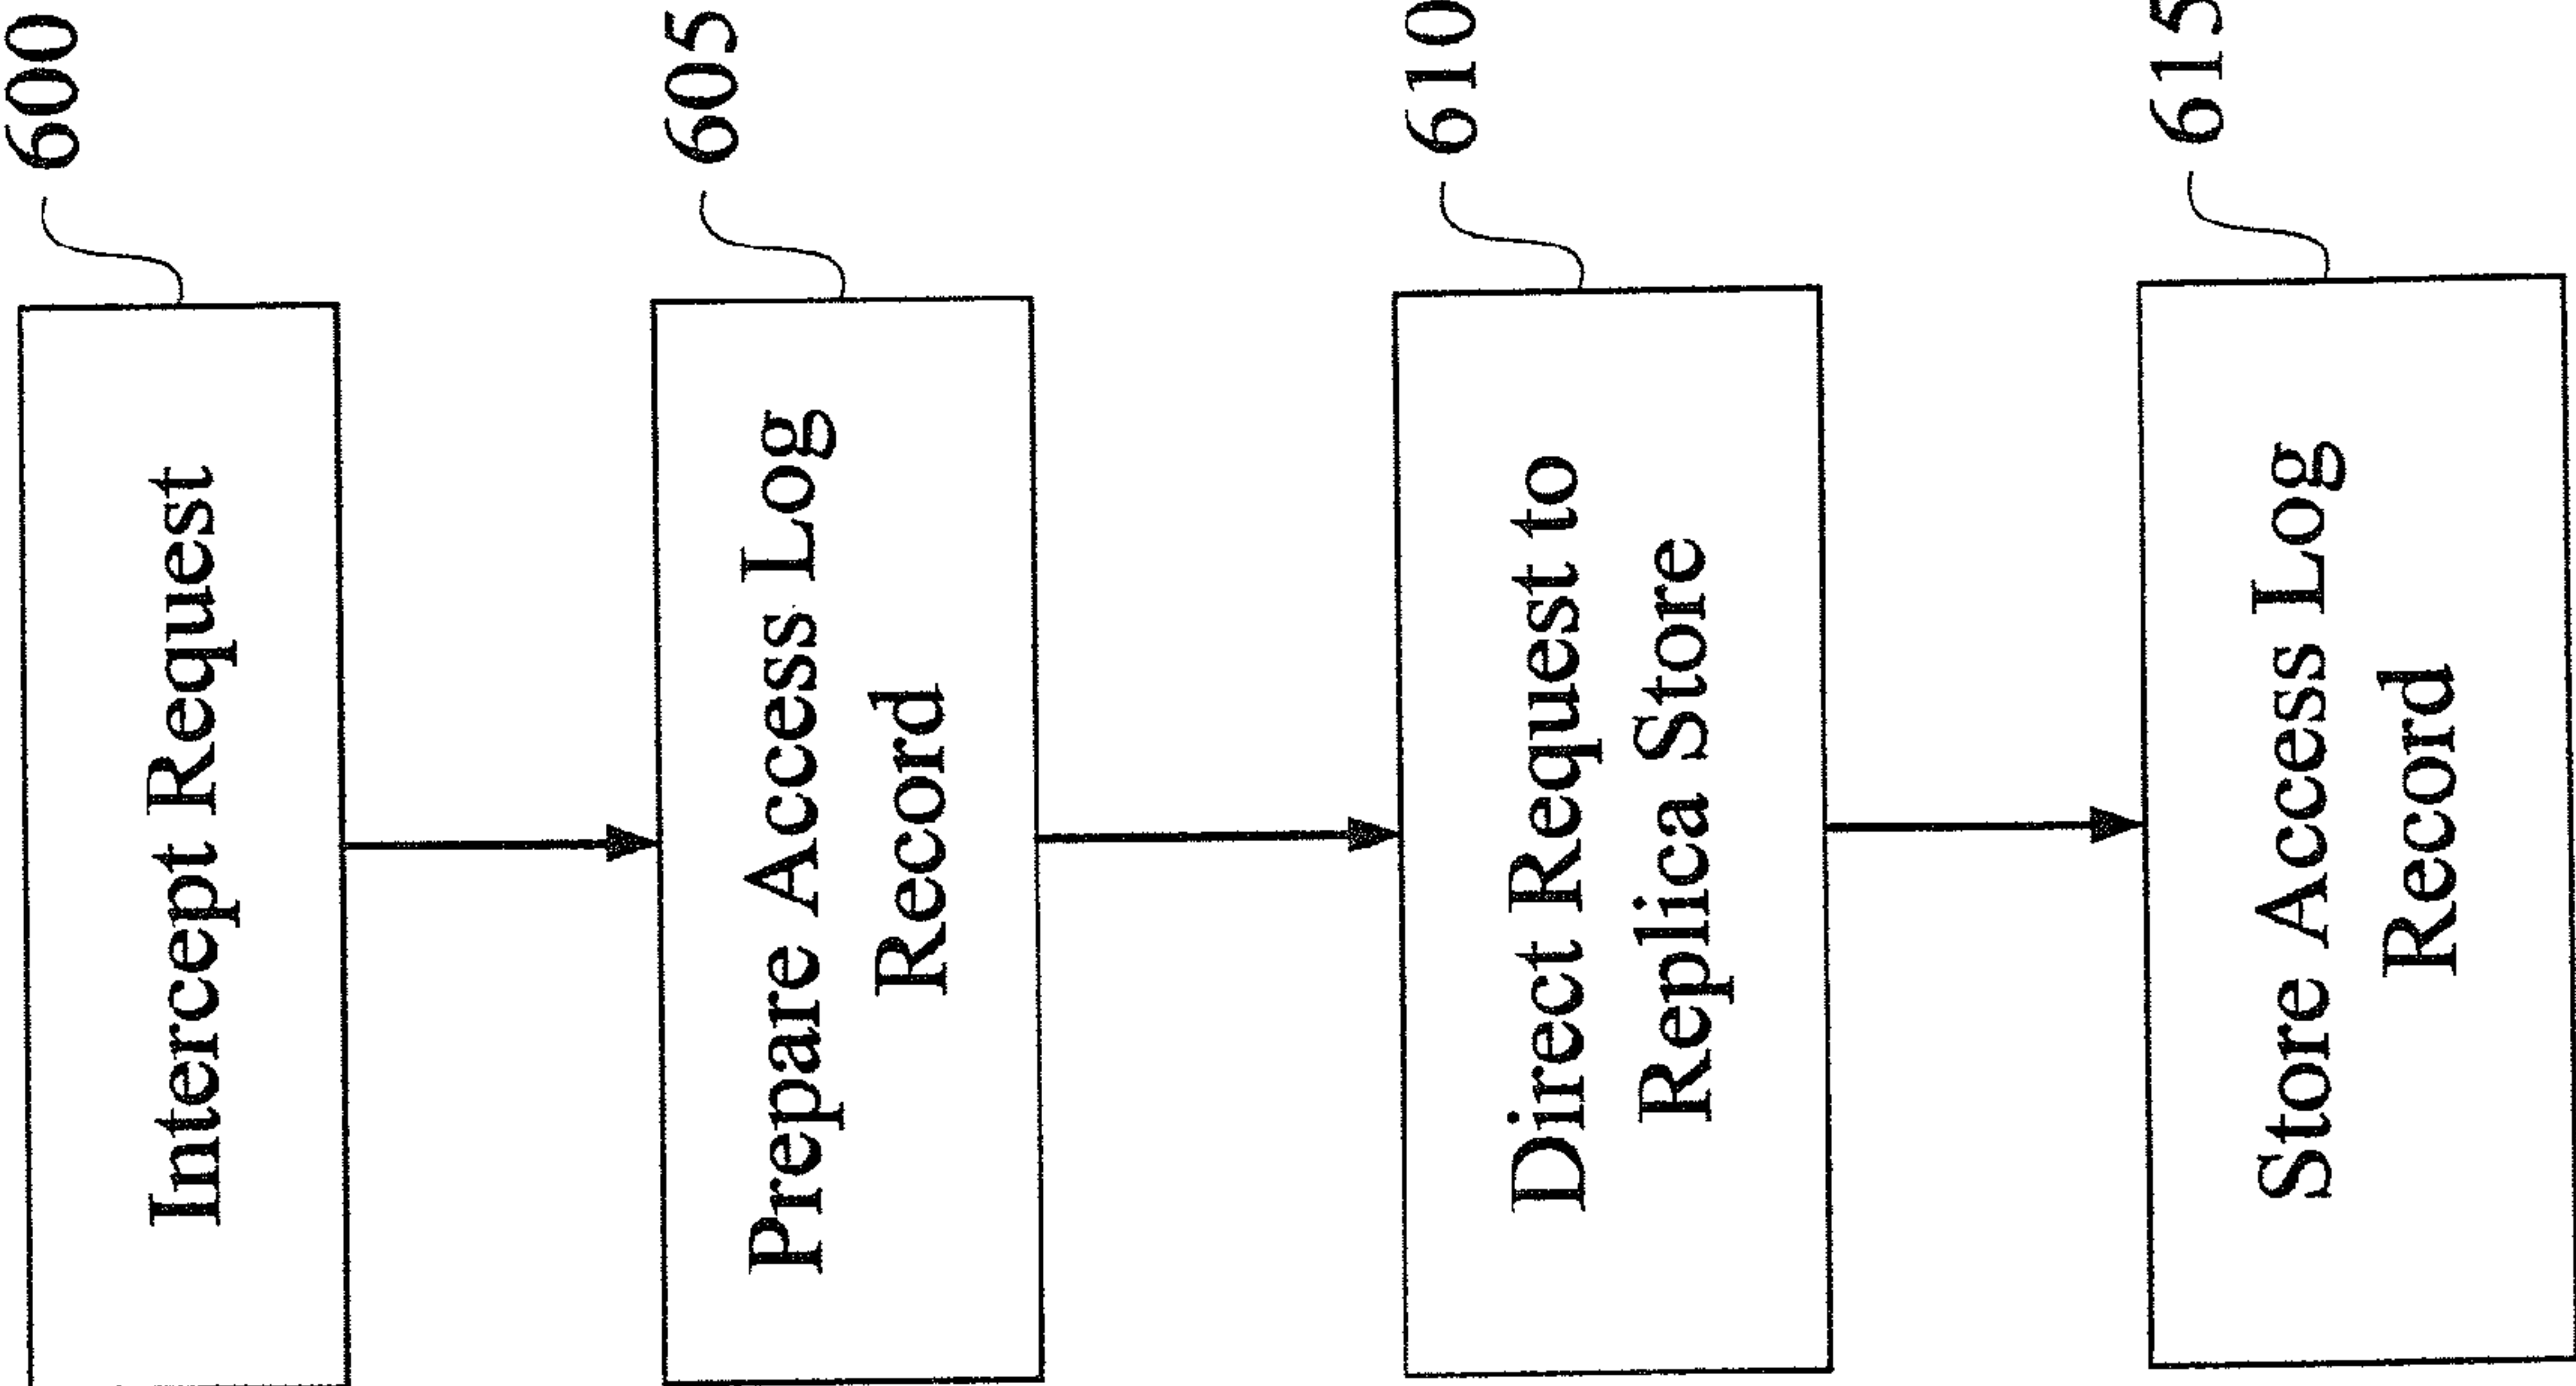 Intercept Request
600
Prepare Access Log
Record
605
Direct Request to
Replica Store
610
Store Access Log
Record
615